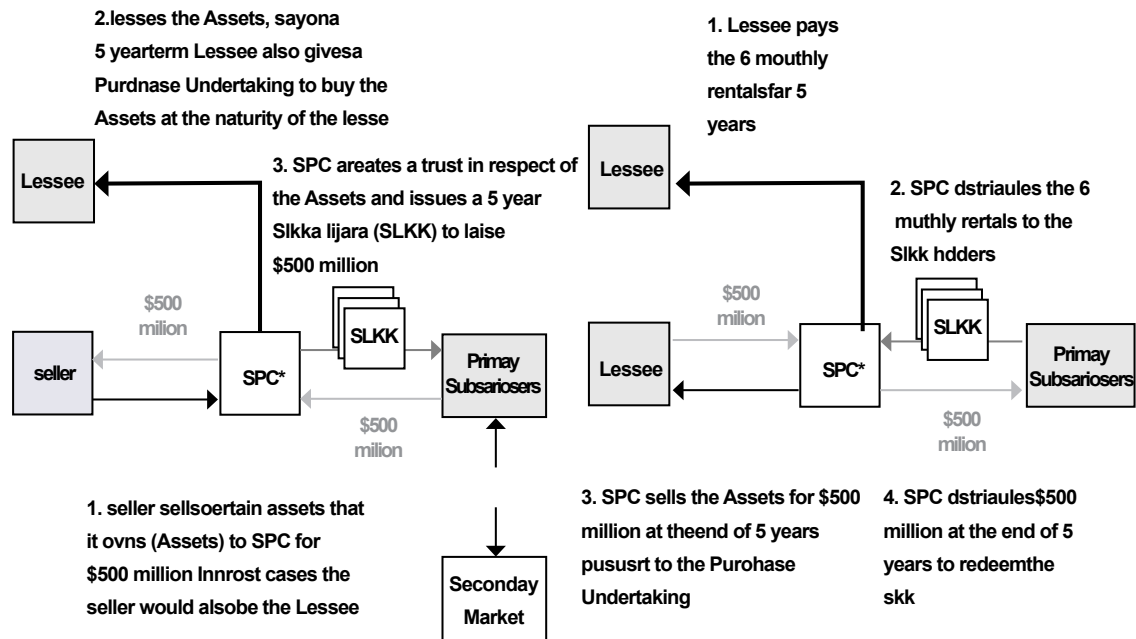 2.lesses the Assets, sayona
5 yearterm Lessee also givesa
Purdnase Undertaking to buy the
Assets at the naturity of the lesse
Lessee
3. SPC areates a trust in respect of
the Assets and issues a 5 year
Slkka lijara (SLKK) to laise
$500 million
$500
milion
SLKK
seller
SPC*
Primay
Subsariosers
$500
milion
1. seller sellsoertain assets that
it ovns (Assets) to SPC for
$500 million Innrost cases the
seller would alsobe the Lessee
Seconday
Market
1. Lessee pays
the 6 mouthly
rentalsfar 5
years
Lessee
2. SPC dstriaules the 6
muthly rertals to the
Slkk hdders
$500
milion
SLKK
Lessee
SPC*
Primay
Subsariosers
$500
milion
3. SPC sells the Assets for $500
million at theend of 5 years
pususrt to the Purohase
Undertaking
4. SPC dstriaules$500
million at the end of 5
years to redeemthe
skk